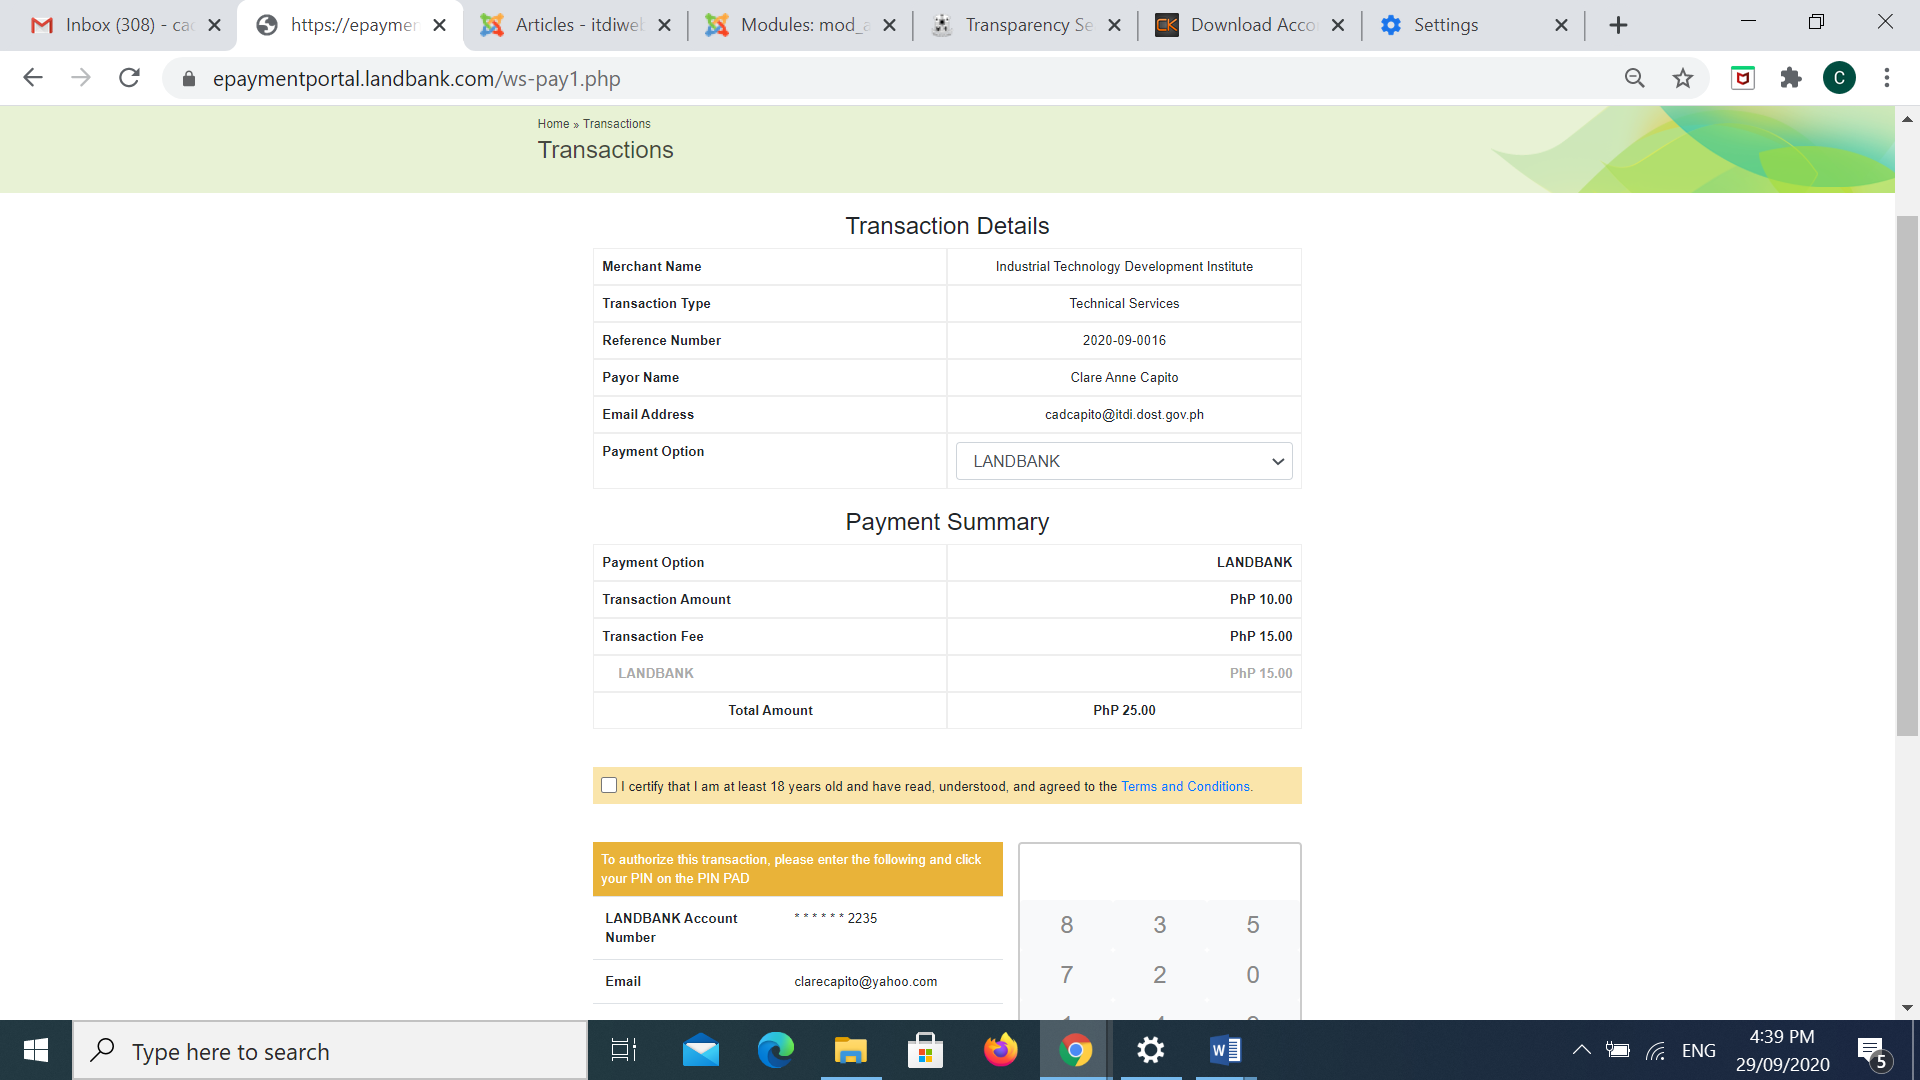 Inbox (308) - ca
https://epaymer
Articles - itdiwe
Modules: mod_a
Transparency Se
CK
Download Acco
Settings
epaymentportal.landbank.com/ws-pay1.php
C
Home » Transactions
Transactions
Transaction Details
Merchant Name Industrial Technology Development Institute
Transaction Type Technical Services
Reference Number 2020-09-0016
Payor Name Clare Anne Capito
Email Address cadcapito@itdi.dost.gov.ph
Payment Option LANDBANK
Payment Summary
Payment Option LANDBANK
Transaction Amount PhP 10.00
Transaction Fee PhP 15.00
LANDBANK PhP 15.00
Total Amount PhP 25.00
I certify that I am at least 18 years old and have read, understood, and agreed to the Terms and Conditions.
To authorize this transaction, please enter the following and click
your PIN on the PIN PAD
LANDBANK Account * * * * * * 2235
Number
Email clarecapito@yahoo.com
8 3 5
7 2 0
Type here to search
W
ENG
4:39 PM
29/09/2020
5